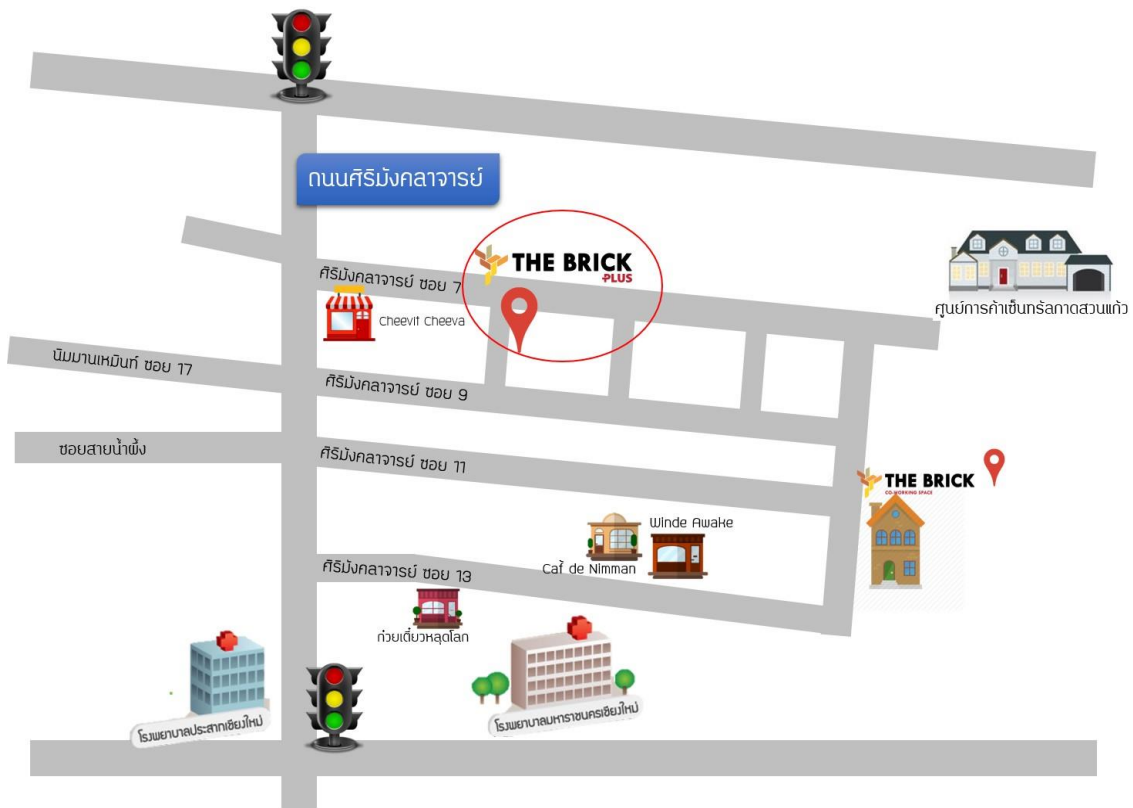 ถนนศิริมังคลาจารย์
THE BRICK
PLUS
ศิริมังคลาจารย์ ซอย 7
Cheevit Cheeva
ศูนย์การค้าเซ็นทรัลกาดสวนแก้ว
นิมมานเหมินท์ ซอย 17
ศิริมังคลาจารย์ ซอย 9
ซอยสายน้ำผึ้ง
ศิริมังคลาจารย์ ซอย 11
THE BRICK
CO-WORKING SPACE
Winde Awake
Caf้ de Nimman
ศิริมังคลาจารย์ ซอย 13
ก๋วยเตี๋ยวหลุดโลก
โรงพยาบาลประสาทเชียงใหม่
โรงพยาบาลมหาราชนครเชียงใหม่